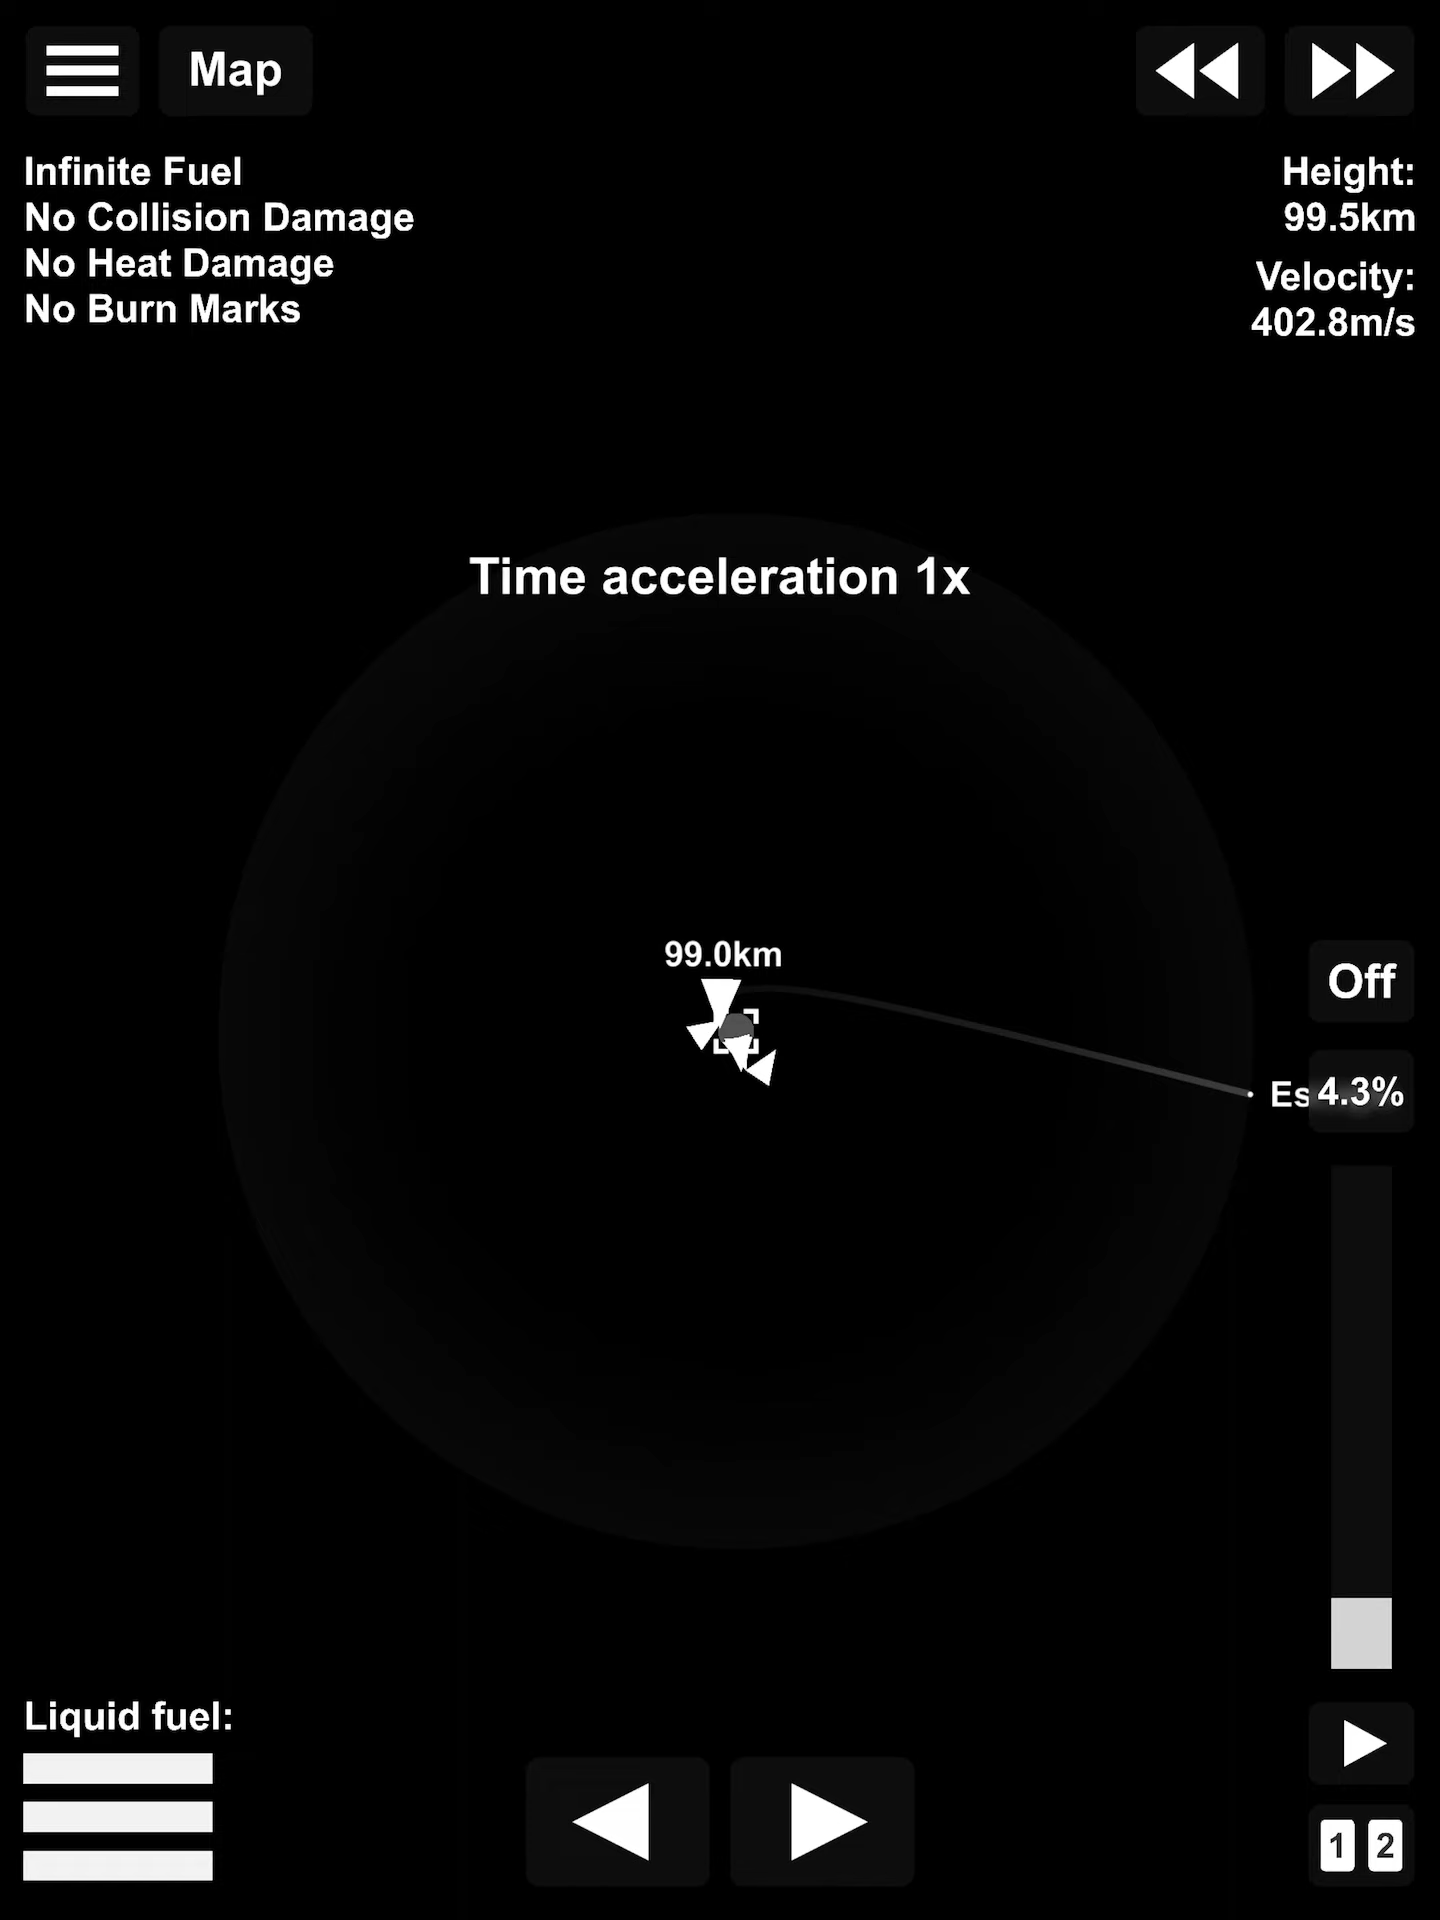 Map
Infinite Fuel
No Collision Damage
No Heat Damage
No Burn Marks
Height:
99.5km
Velocity:
402.8m/s
Time acceleration 1x
99.0km
Off
Es
4.3%
Liquid fuel:
1 2